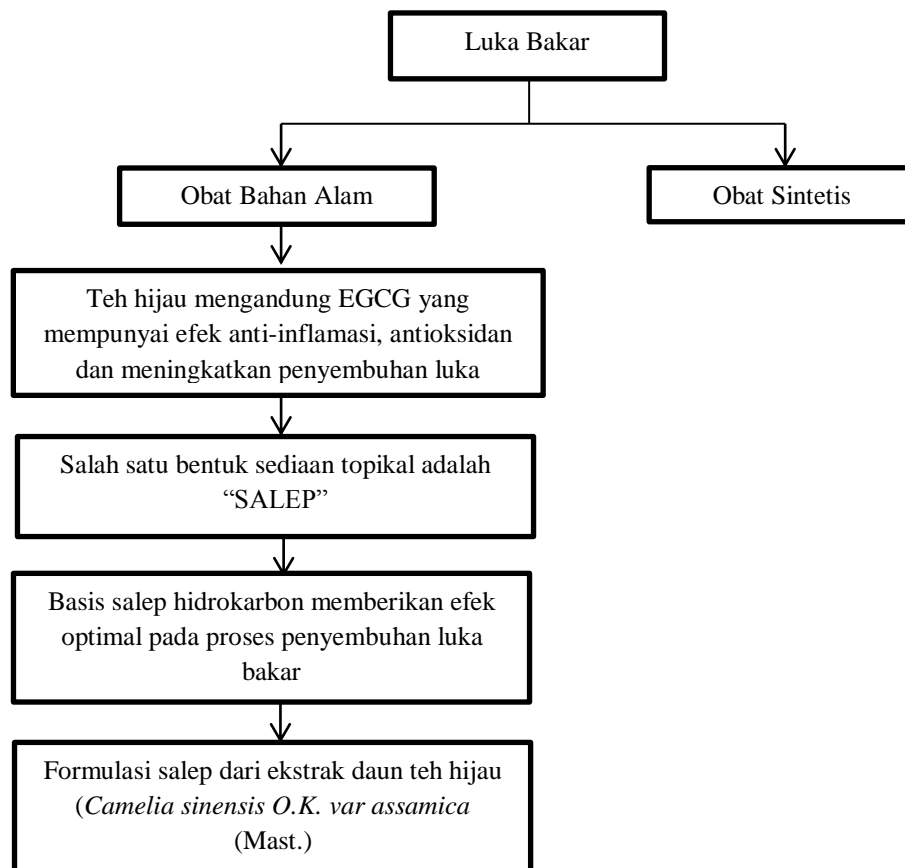 Luka Bakar
Obat Bahan Alam
Obat Sintetis
Teh hijau mengandung EGCG yang
mempunyai efek anti-inflamasi, antioksidan
dan meningkatkan penyembuhan luka
Salah satu bentuk sediaan topikal adalah
“SALEP”
Basis salep hidrokarbon memberikan efek
optimal pada proses penyembuhan luka
bakar
Formulasi salep dari ekstrak daun teh hijau
(Camelia sinensis O.K. var assamica
(Mast.)